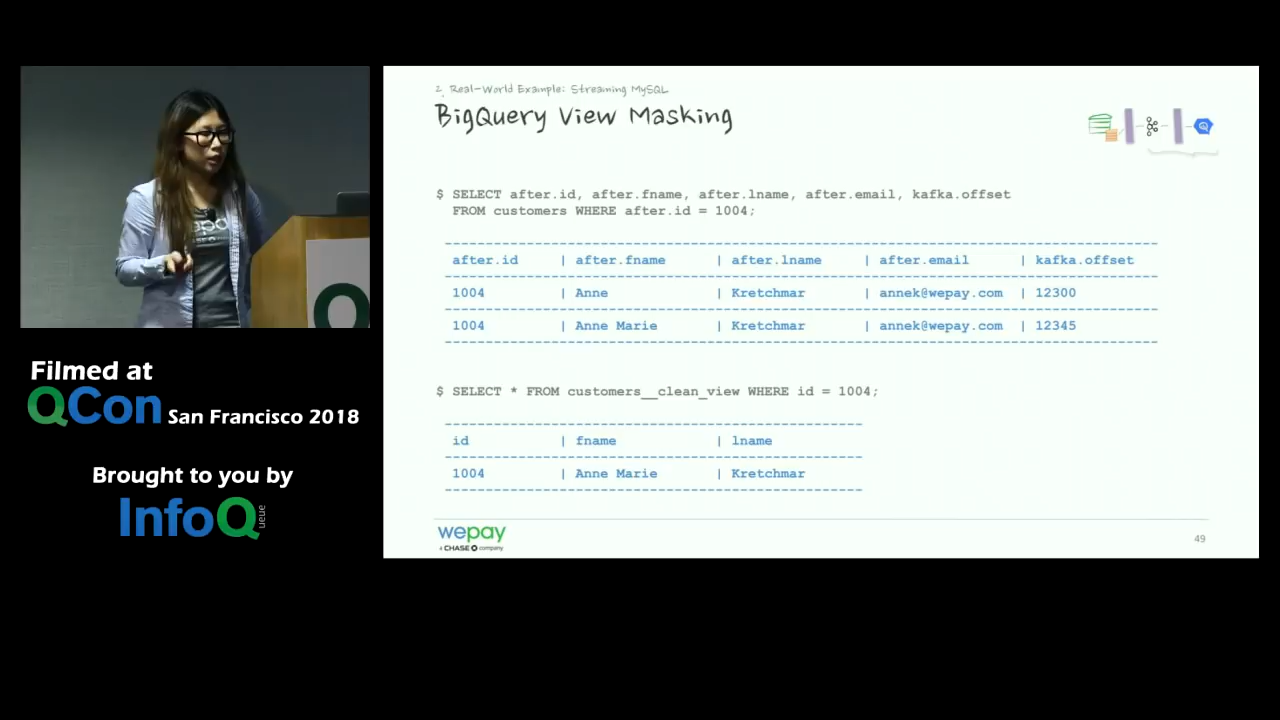 2. Real-World Example: Streaming MySQL
BigQuery View Masking
$ SELECT after.id, after.fname, after.lname, after.email, kafka.offset
FROM customers WHERE after.id = 1004;
after.id | after.fname | after.lname | after.email | kafka.offset
1004 | Anne | Kretchmar | annek@wepay.com | 12300
1004 | Anne Marie | Kretchmar | annek@wepay.com | 12345
$ SELECT * FROM customers__clean_view WHERE id = 1004;
id | fname | lname
1004 | Anne Marie | Kretchmar
wepay
a CHASE company
49
Filmed at
QCon San Francisco 2018
Brought to you by
InfoQ
ueue